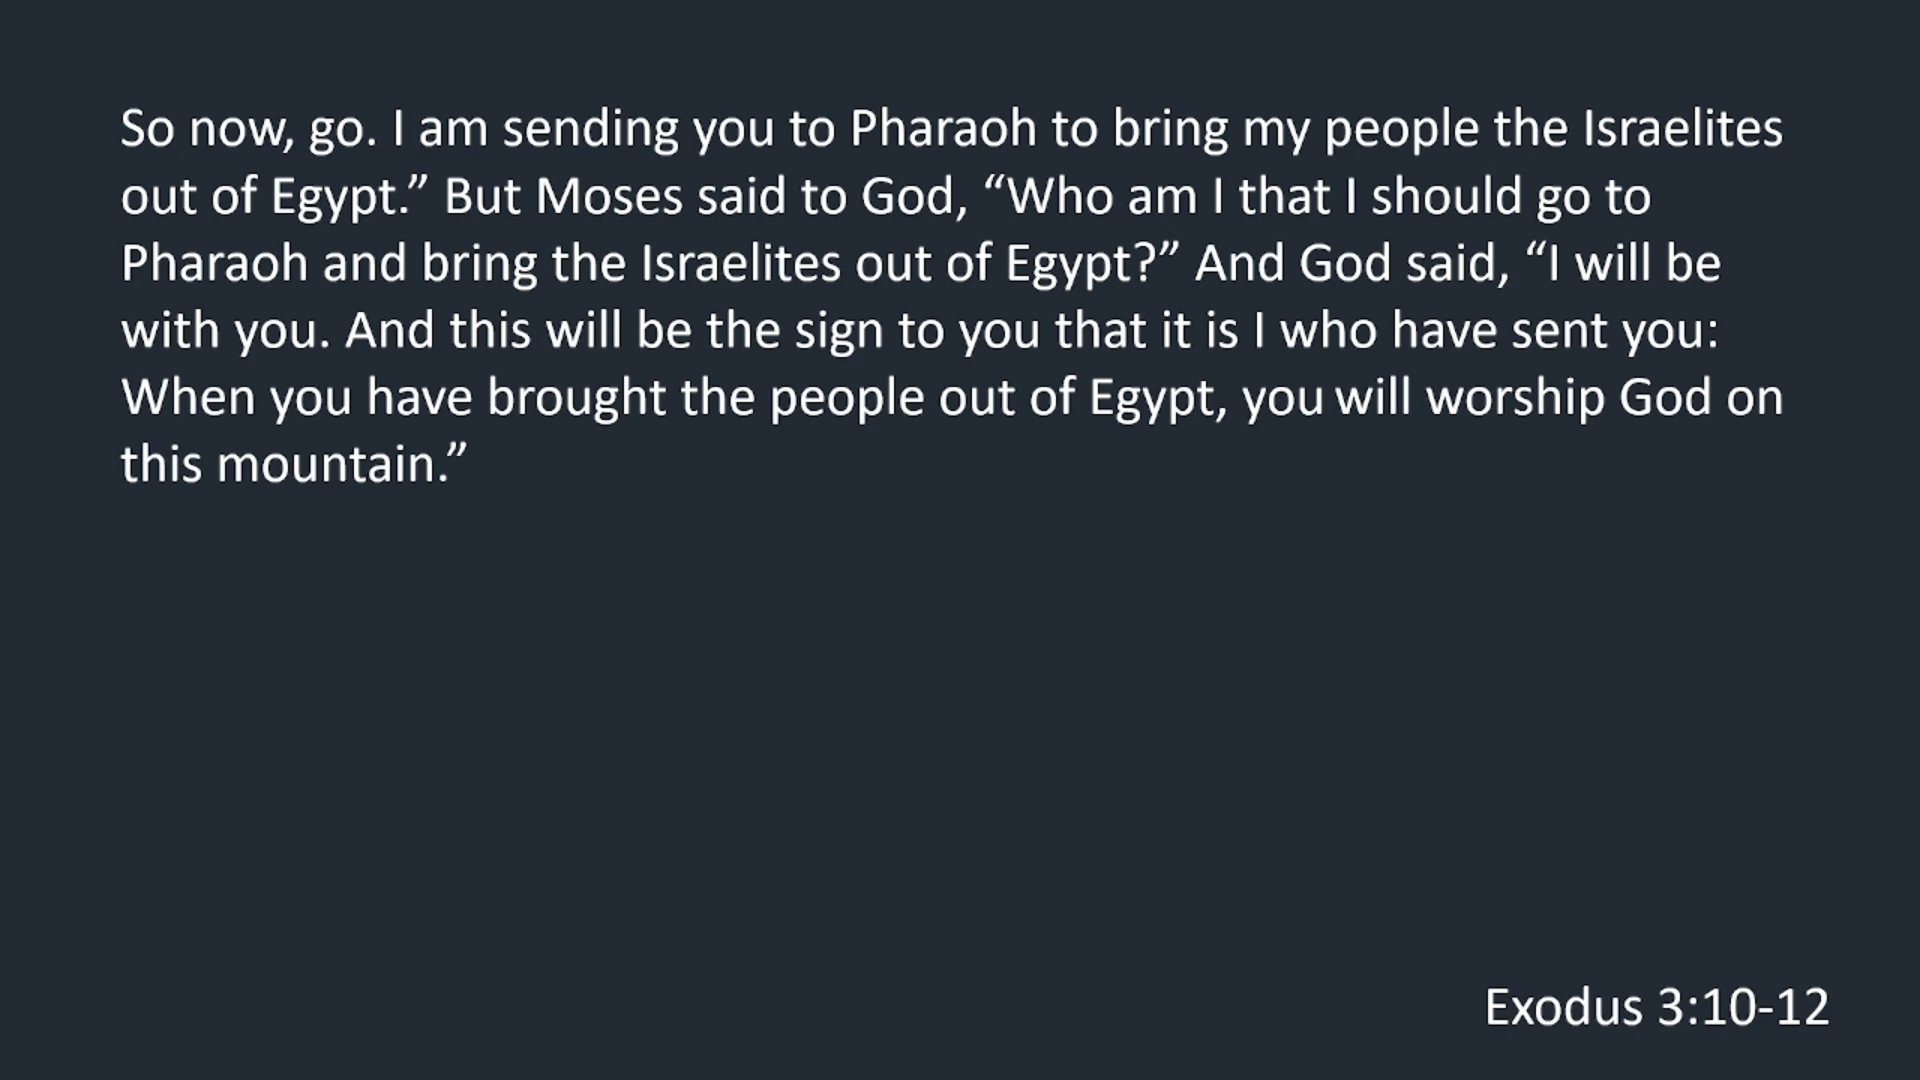 So now, go. I am sending you to Pharaoh to bring my people the Israelites
out of Egypt.” But Moses said to God, “Who am I that I should go to
Pharaoh and bring the Israelites out of Egypt?” And God said, “I will be
with you. And this will be the sign to you that it is I who have sent you:
When you have brought the people out of Egypt, you will worship God on
this mountain.”
Exodus 3:10-12